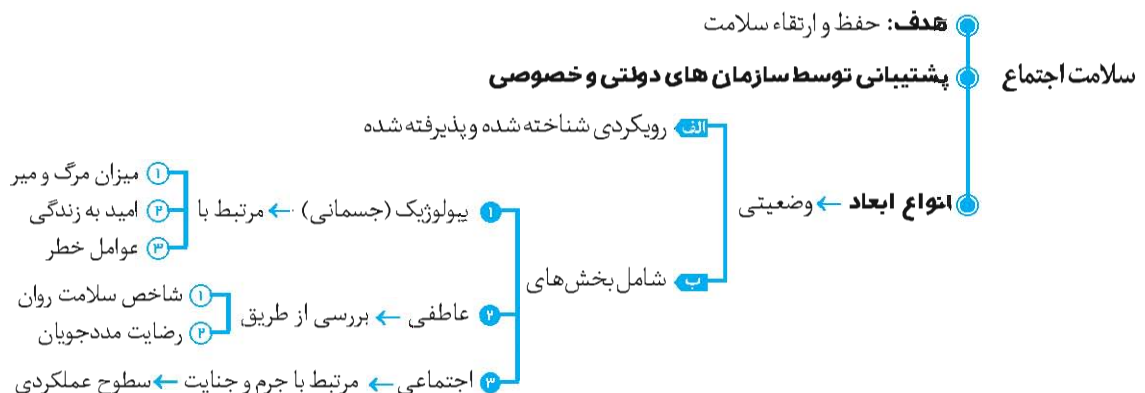 سلامت اجتماع
هدف: حفظ و ارتقاء سلامت
پشتیبانی توسط سازمان های دولتی و خصوصی
انواع ابعاد ← وضعیتی
الف رویکردی شناخته شده و پذیرفته شده
ب شامل بخش‌های
۱ بیولوژیک (جسمانی) ← مرتبط با
۱ میزان مرگ و میر
۲ امید به زندگی
۳ عوامل خطر
۲ عاطفی ← بررسی از طریق
۱ شاخص سلامت روان
۲ رضایت مددجویان
۳ اجتماعی ← مرتبط با جرم و جنایت ← سطوح عملکردی